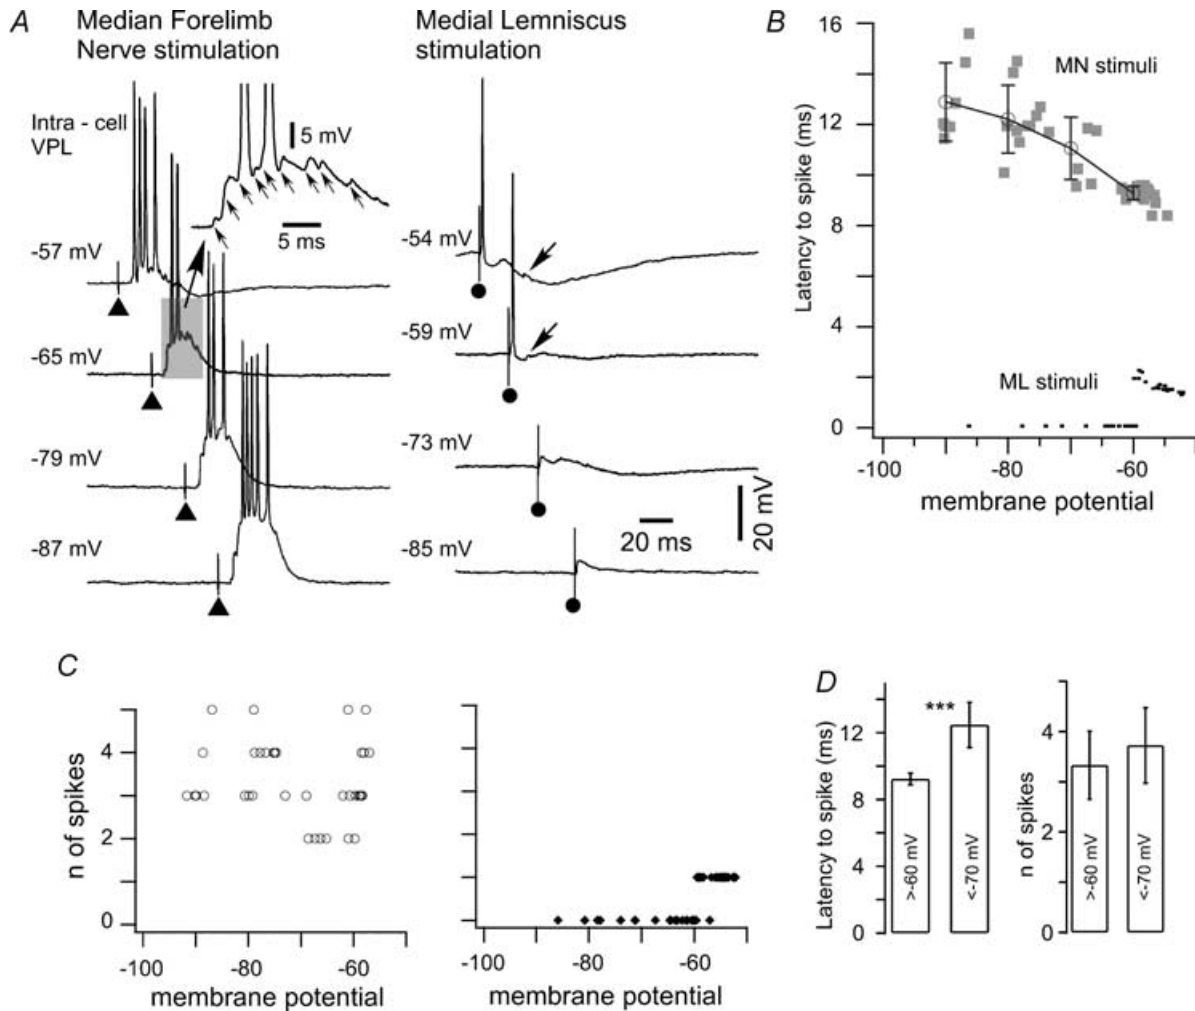 A
Median Forelimb
Nerve stimulation
Medial Lemniscus
stimulation
Intra - cell
VPL
5 mV
5 ms
-57 mV
-65 mV
-79 mV
-87 mV
-54 mV
-59 mV
-73 mV
-85 mV
20 ms
20 mV
B
Latency to spike (ms)
16
12
8
4
0
MN stimuli
ML stimuli
-100
-80
-60
membrane potential
C
n of spikes
4
2
0
-100
-80
-60
membrane potential
-100
-80
-60
membrane potential
D
Latency to spike (ms)
12
8
4
0
***
>-60 mV
<-70 mV
n of spikes
4
2
0
>-60 mV
<-70 mV